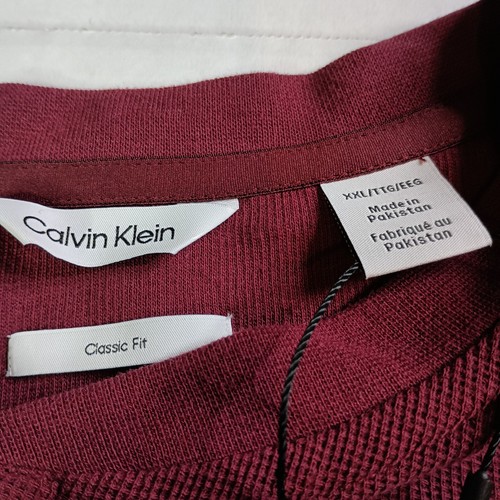 Calvin Klein
Classic Fit
XXL/TTG/EEG
Made in
Pakistan
Fabriqué au
Pakistan